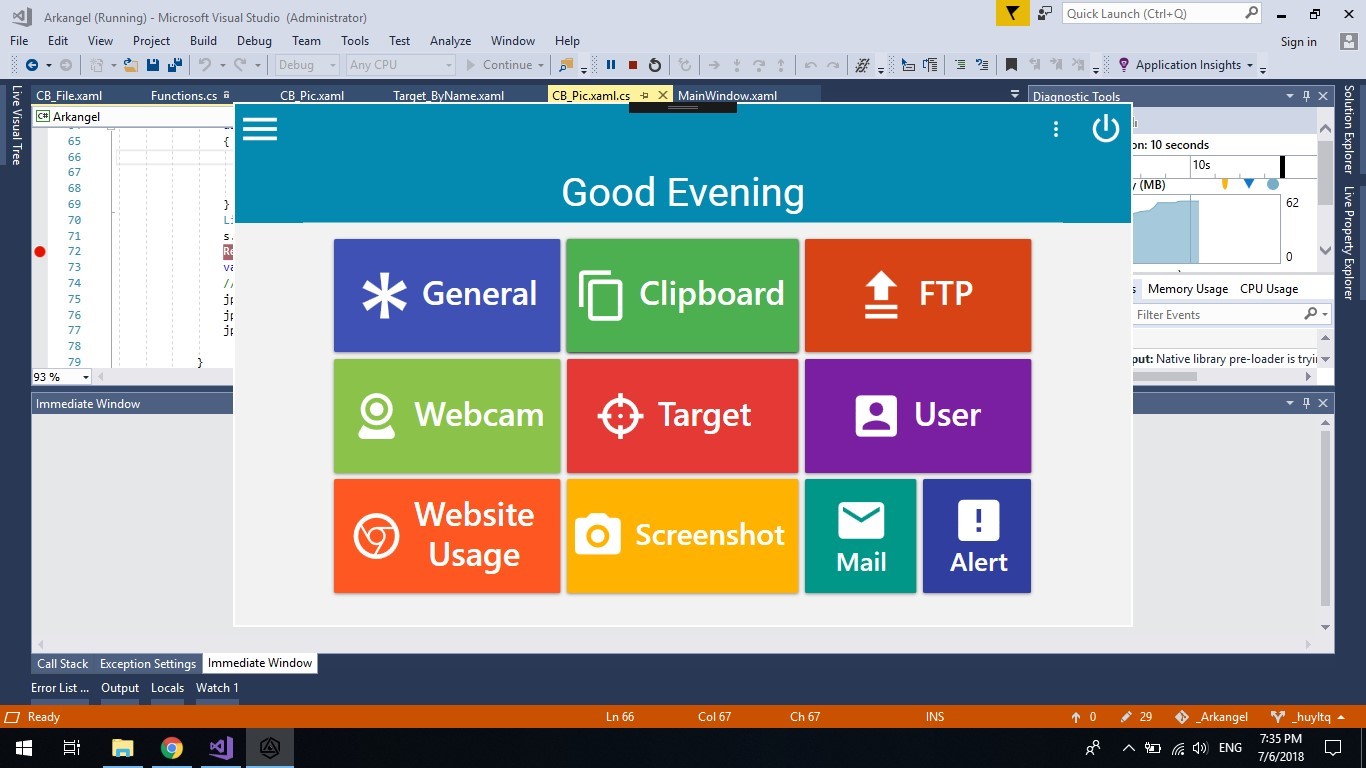 Arkangel (Running) - Microsoft Visual Studio (Administrator)
Quick Launch (Ctrl+Q)
File Edit View Project Build Debug Team Tools Test Analyze Window Help
Sign in
Debug Any CPU Continue Application Insights
CB_File.xaml Functions.cs CB_Pic.xaml Target_ByName.xaml CB_Pic.xaml.cs MainWindow.xaml
Diagnostic Tools
Live Visual Tree
Solution Explorer
Live Property Explorer
C# Arkangel
65 {
66
67
68
69 }
70 Li
71 s.
72 Re
73 va
74 //
75 jp
76 jp
77 jp
78
79 }
93 %
Good Evening
General
Clipboard
FTP
Webcam
Target
User
Website
Usage
Screenshot
Mail
Alert
on: 10 seconds
10s
(MB)
62
0
Memory Usage CPU Usage
Filter Events
put: Native library pre-loader is tryi
Immediate Window
Call Stack Exception Settings Immediate Window
Error List ... Output Locals Watch 1
Ready Ln 66 Col 67 Ch 67 INS 0 29 _Arkangel _huyltq
ENG
7:35 PM
7/6/2018